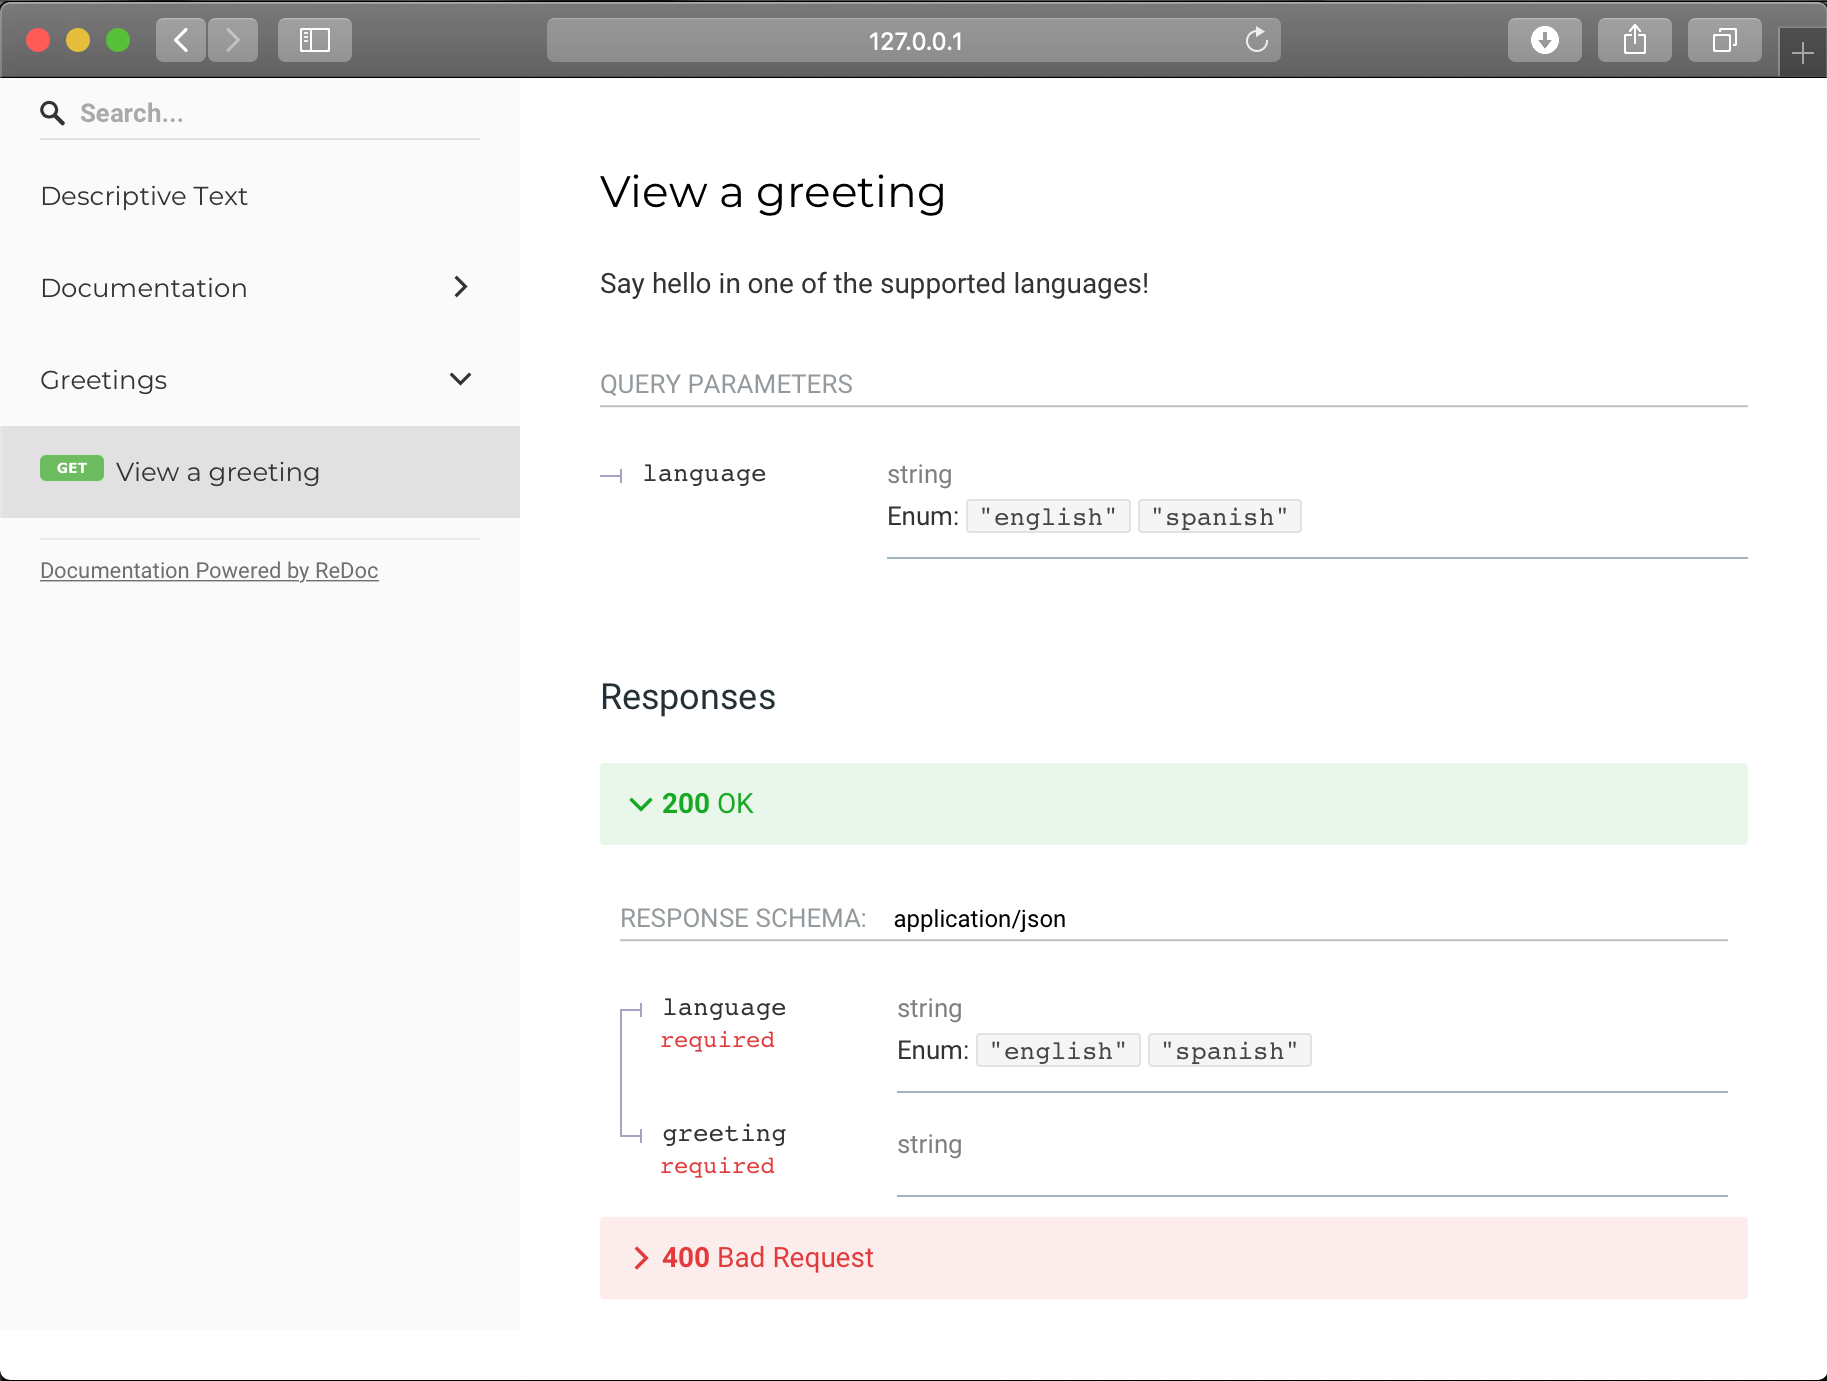 127.0.0.1
Search...
Descriptive Text
Documentation
Greetings
GET View a greeting
Documentation Powered by ReDoc
View a greeting
Say hello in one of the supported languages!
QUERY PARAMETERS
language string
Enum: "english" "spanish"
Responses
200 OK
RESPONSE SCHEMA: application/json
language string
required
Enum: "english" "spanish"
greeting string
required
400 Bad Request